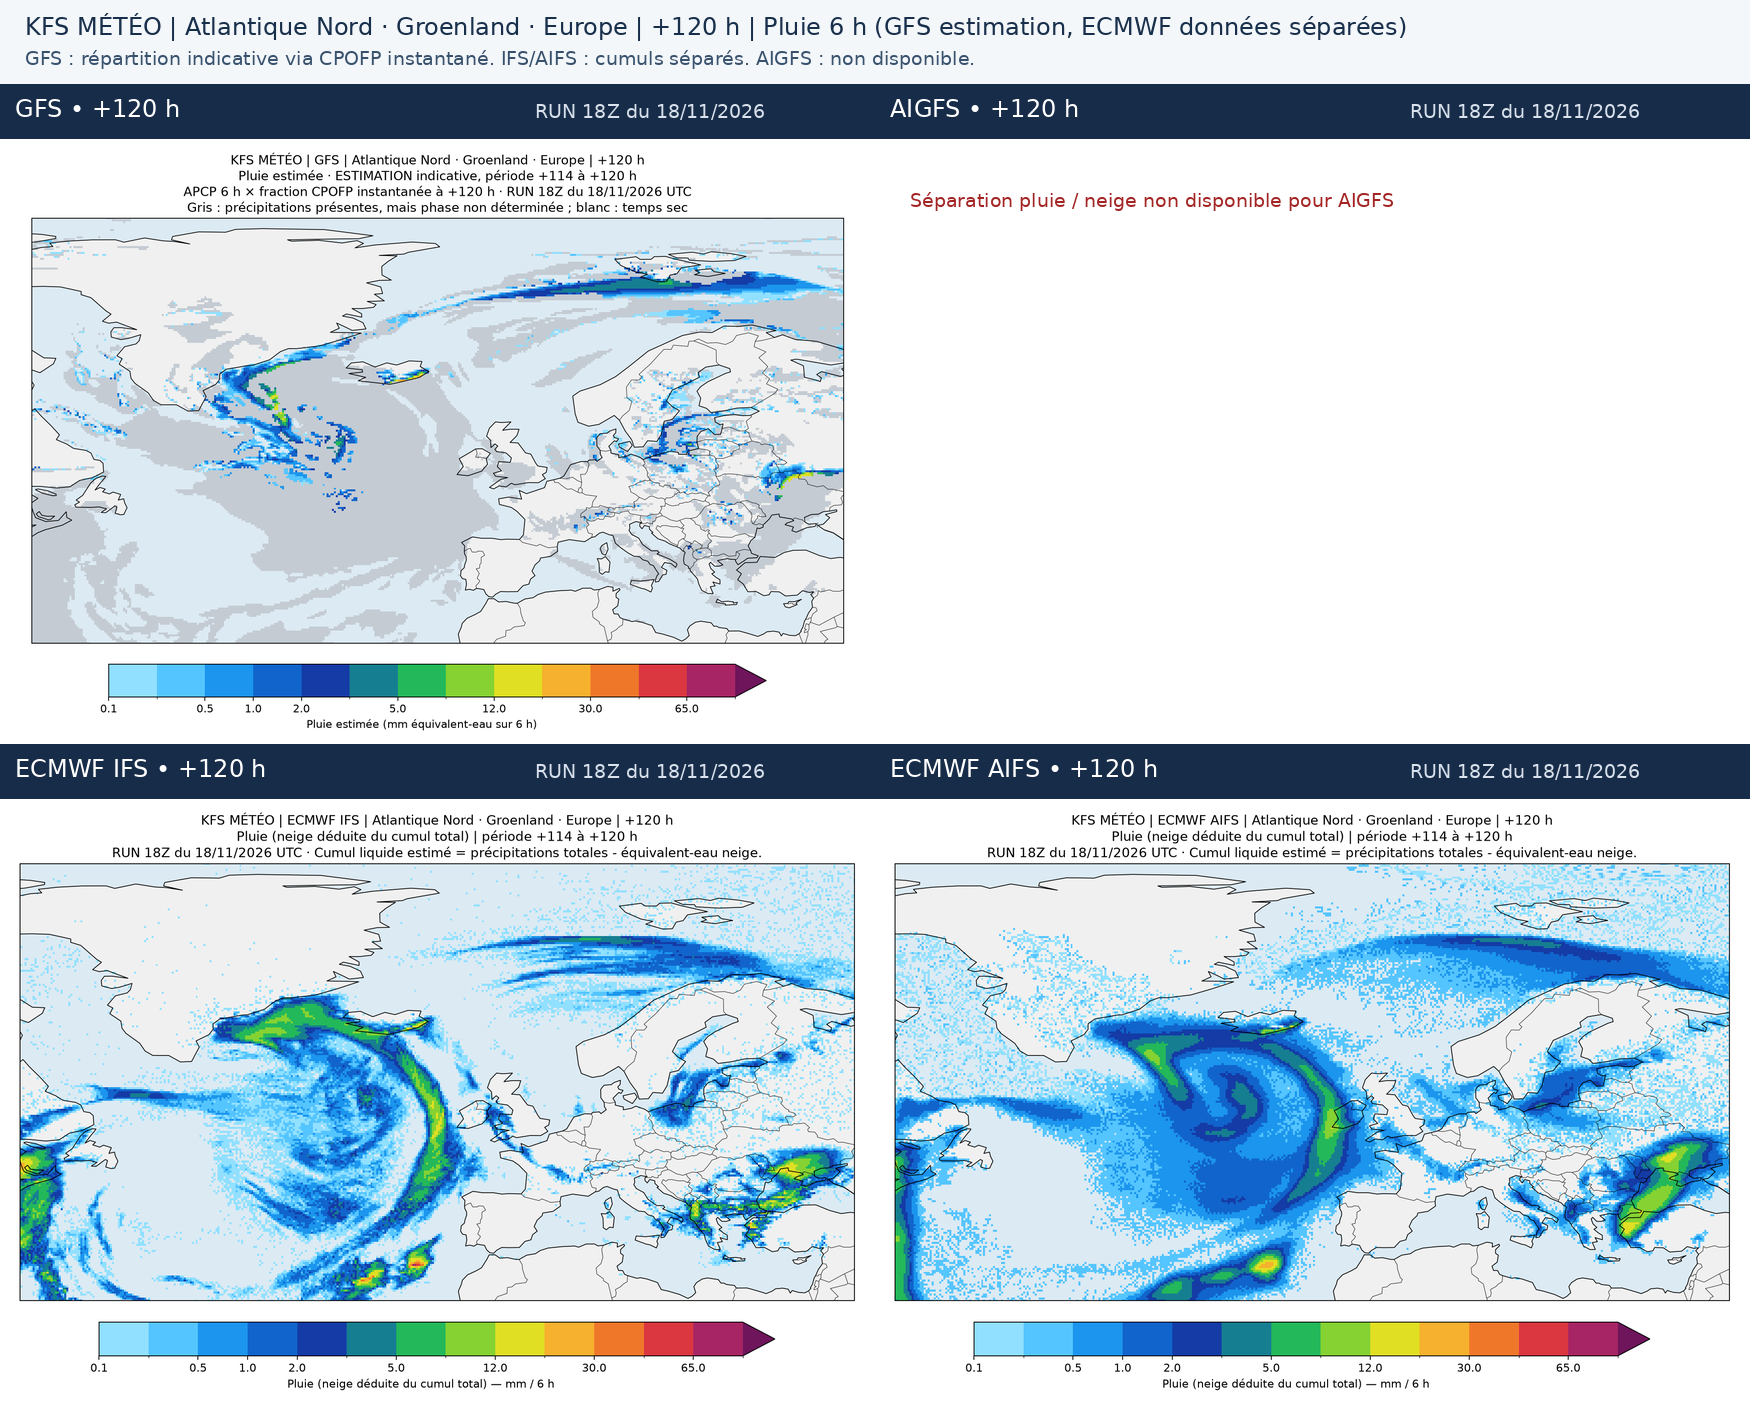 KFS MÉTÉO | Atlantique Nord · Groenland · Europe | +120 h | Pluie 6 h (GFS estimation, ECMWF données séparées)
GFS : répartition indicative via CPOFP instantané. IFS/AIFS : cumuls séparés. AIGFS : non disponible.
GFS • +120 h RUN 18Z du 18/11/2026
AIGFS • +120 h RUN 18Z du 18/11/2026
KFS MÉTÉO | GFS | Atlantique Nord · Groenland · Europe | +120 h
Pluie estimée · ESTIMATION indicative, période +114 à +120 h
APCP 6 h × fraction CPOFP instantanée à +120 h · RUN 18Z du 18/11/2026 UTC
Gris : précipitations présentes, mais phase non déterminée ; blanc : temps sec
Séparation pluie / neige non disponible pour AIGFS
0.1 0.5 1.0 2.0 5.0 12.0 30.0 65.0
Pluie estimée (mm équivalent-eau sur 6 h)
ECMWF IFS • +120 h RUN 18Z du 18/11/2026
ECMWF AIFS • +120 h RUN 18Z du 18/11/2026
KFS MÉTÉO | ECMWF IFS | Atlantique Nord · Groenland · Europe | +120 h
Pluie (neige déduite du cumul total) | période +114 à +120 h
RUN 18Z du 18/11/2026 UTC · Cumul liquide estimé = précipitations totales - équivalent-eau neige.
KFS MÉTÉO | ECMWF AIFS | Atlantique Nord · Groenland · Europe | +120 h
Pluie (neige déduite du cumul total) | période +114 à +120 h
RUN 18Z du 18/11/2026 UTC · Cumul liquide estimé = précipitations totales - équivalent-eau neige.
0.1 0.5 1.0 2.0 5.0 12.0 30.0 65.0
Pluie (neige déduite du cumul total) — mm / 6 h
0.1 0.5 1.0 2.0 5.0 12.0 30.0 65.0
Pluie (neige déduite du cumul total) — mm / 6 h